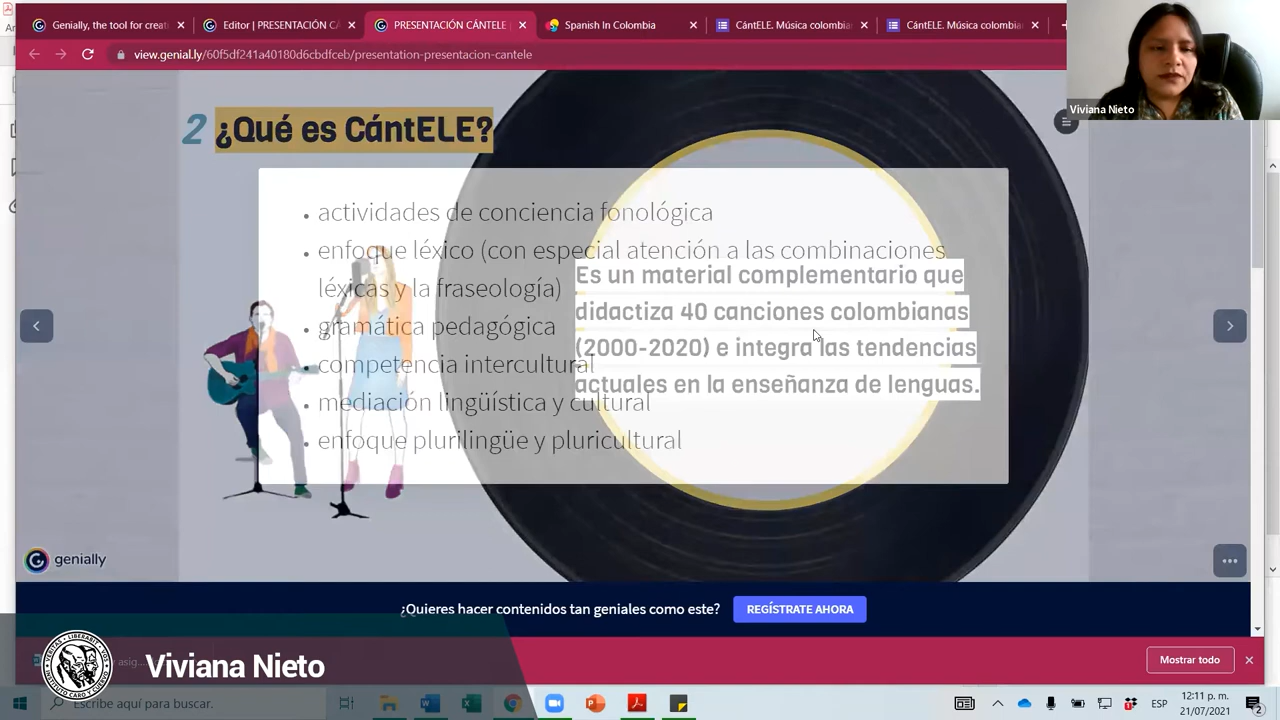 Genially, the tool for creat
Editor | PRESENTACIÓN CÁ
PRESENTACIÓN CÁNTELE
Spanish In Colombia
CántELE. Música colombian
CántELE. Música colombian
view.genial.ly/60f5df241a40180d6cbdfceb/presentation-presentacion-cantele
Viviana Nieto
2 ¿Qué es CántELE?
• actividades de conciencia fonológica
• enfoque léxico (con especial atención a las combinaciones
léxicas y la fraseología)
• gramática pedagógica
• competencia intercultural
• mediación lingüística y cultural
• enfoque plurilingüe y pluricultural
Es un material complementario que
didactiza 40 canciones colombianas
(2000-2020) e integra las tendencias
actuales en la enseñanza de lenguas.
genially
¿Quieres hacer contenidos tan geniales como este?
REGÍSTRATE AHORA
Viviana Nieto
Mostrar todo
Escribe aquí para buscar.
ESP
12:11 p. m.
21/07/2021
2